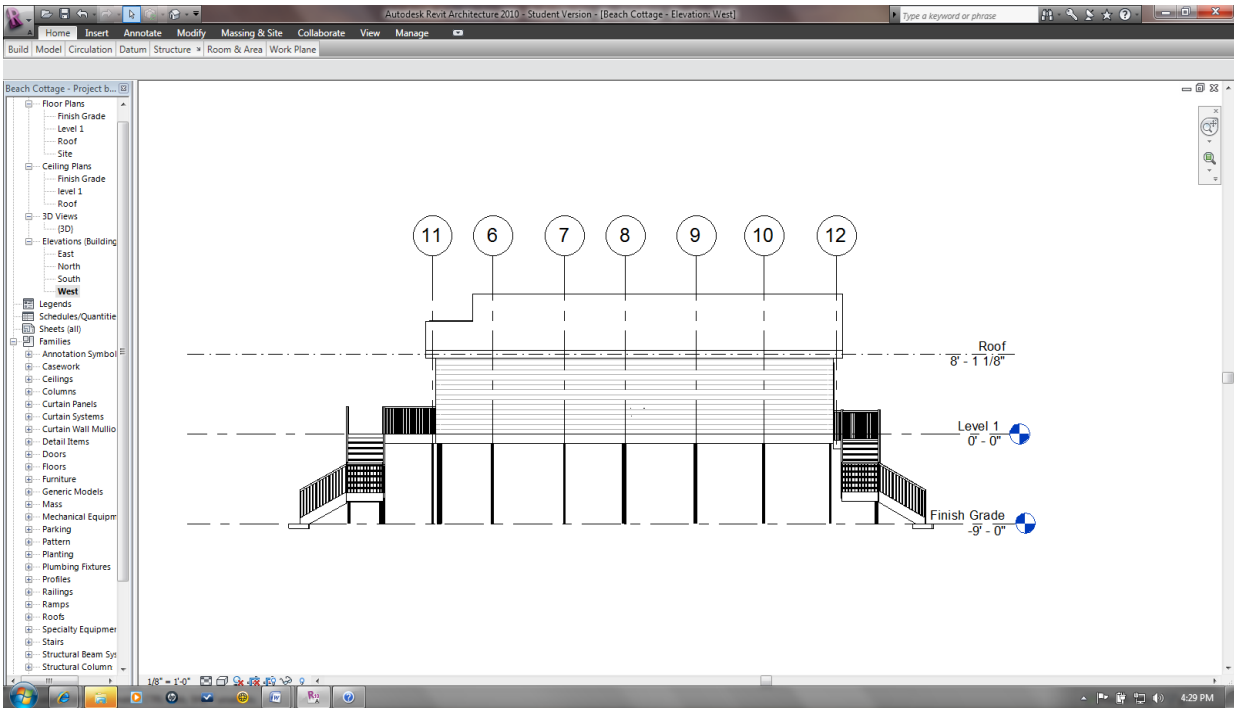 Autodesk Revit Architecture 2010 - Student Version - [Beach Cottage - Elevation: West]
Type a keyword or phrase
Home Insert Annotate Modify Massing & Site Collaborate View Manage
Build Model Circulation Datum Structure Room & Area Work Plane
Beach Cottage - Project b...
Floor Plans
Finish Grade
Level 1
Roof
Site
Ceiling Plans
Finish Grade
level 1
Roof
3D Views
{3D}
Elevations (Building
East
North
South
West
Legends
Schedules/Quantitie
Sheets (all)
Families
Annotation Symbol
Casework
Ceilings
Columns
Curtain Panels
Curtain Systems
Curtain Wall Mullio
Detail Items
Doors
Floors
Furniture
Generic Models
Mass
Mechanical Equipm
Parking
Pattern
Planting
Plumbing Fixtures
Profiles
Railings
Ramps
Roofs
Specialty Equipmer
Stairs
Structural Beam Sys
Structural Column
11 6 7 8 9 10 12
Roof
8' - 1 1/8"
Level 1
0' - 0"
Finish Grade
-9' - 0"
1/8" = 1'-0"
4:29 PM